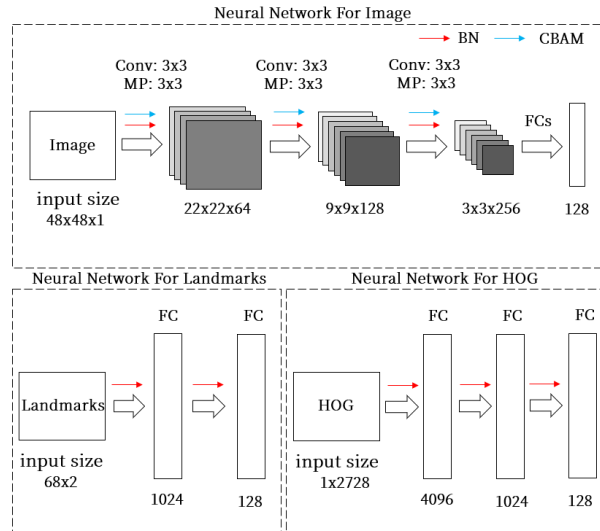 Neural Network For Image
BN CBAM
Conv: 3x3 Conv: 3x3 Conv: 3x3
MP: 3x3 MP: 3x3 MP: 3x3
FCs
Image
input size
48x48x1
22x22x64 9x9x128 3x3x256 128
Neural Network For Landmarks
FC FC
Landmarks
input size
68x2
1024 128
Neural Network For HOG
FC FC FC
HOG
input size
1x2728
4096 1024 128